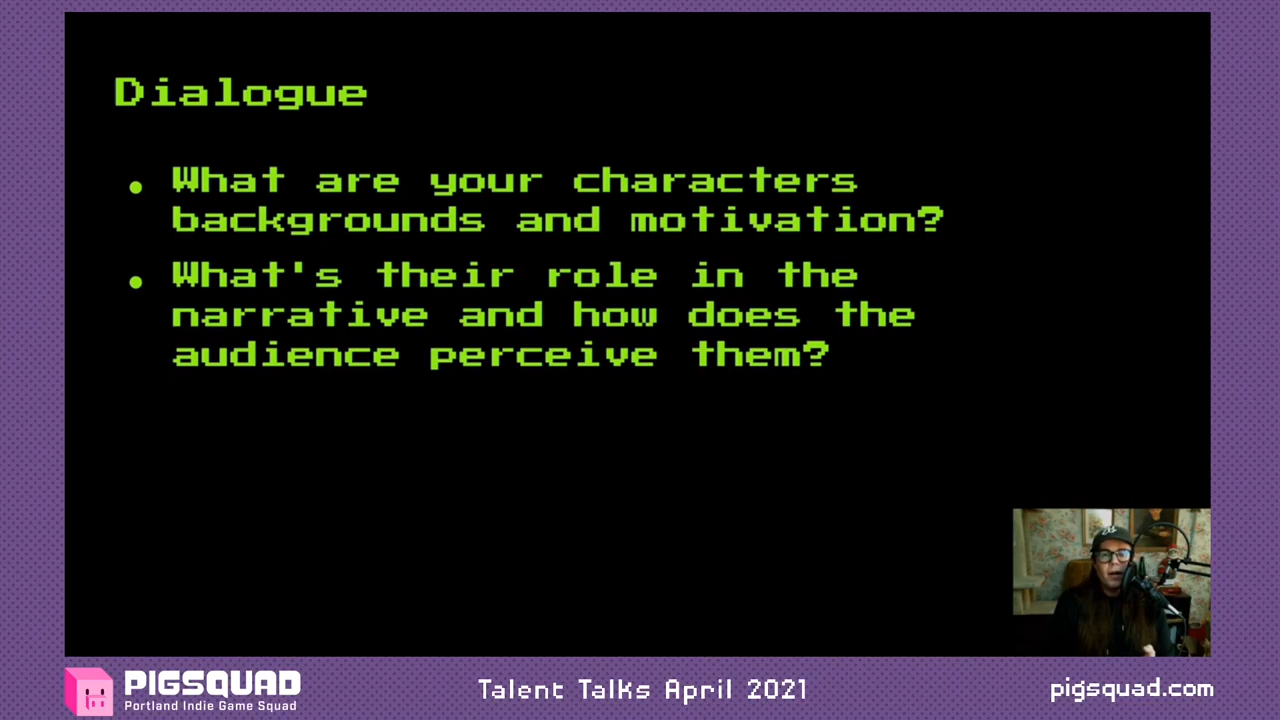 Dialogue
• What are your characters
backgrounds and motivation?
• What's their role in the
narrative and how does the
audience perceive them?
PIGSQUAD
Portland Indie Game Squad
Talent Talks April 2021
pigsquad.com